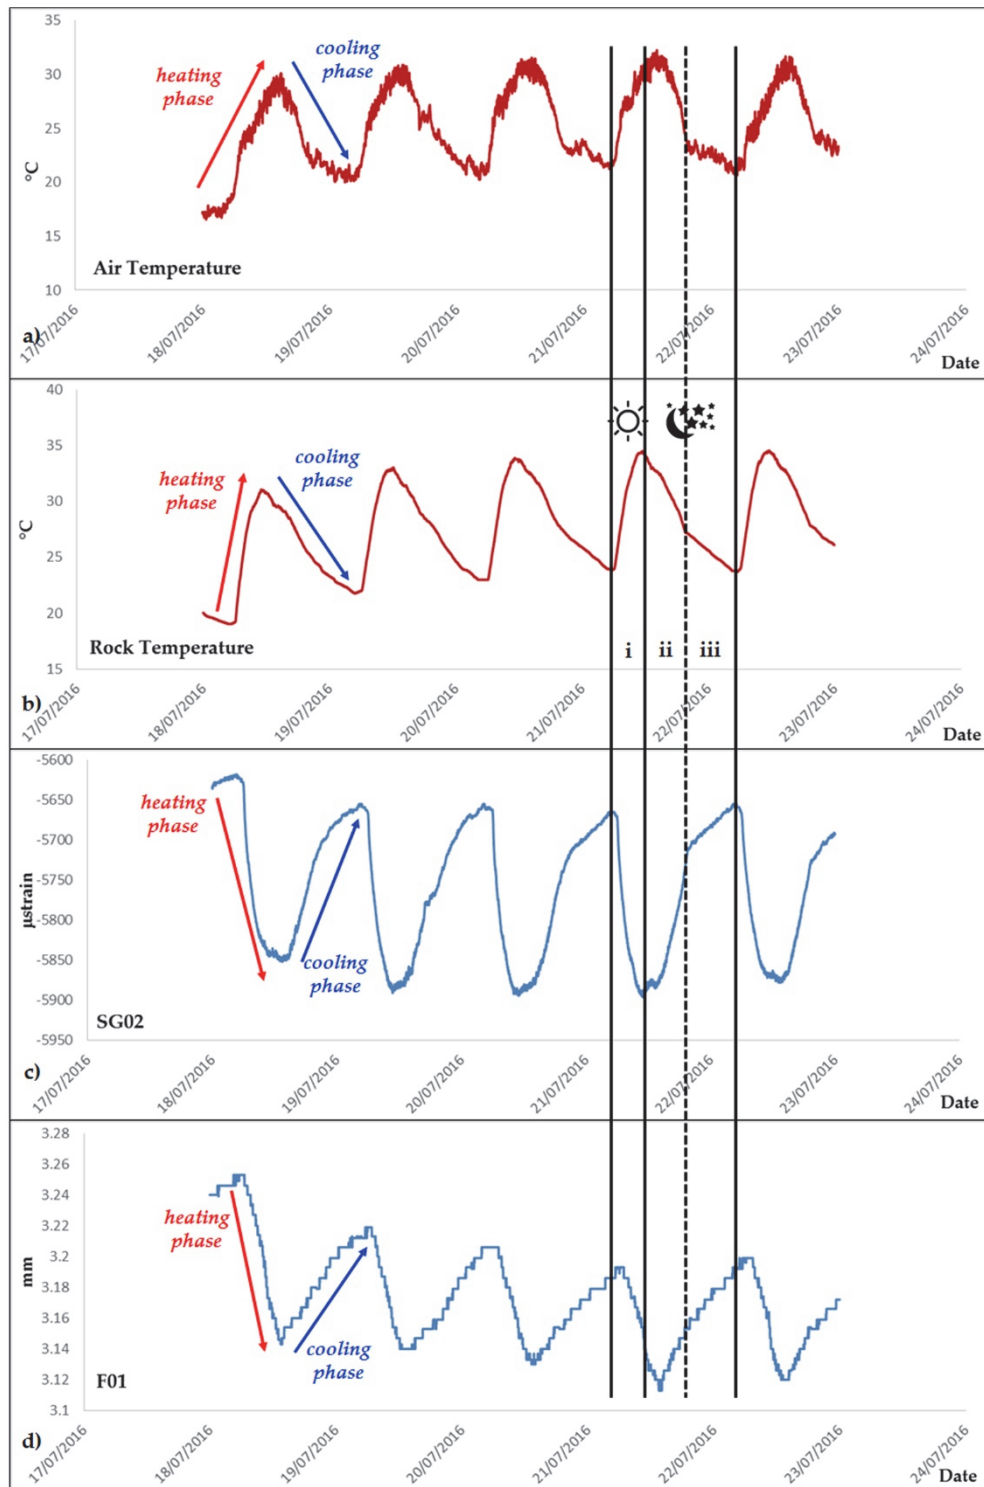 35
30
25
20
15
10
°C
heating
phase
cooling
phase
Air Temperature
a)
17/07/2016
18/07/2016
19/07/2016
20/07/2016
21/07/2016
22/07/2016
23/07/2016
24/07/2016
Date
40
35
30
25
20
15
°C
heating
phase
cooling
phase
i
ii
iii
Rock Temperature
b)
17/07/2016
18/07/2016
19/07/2016
20/07/2016
21/07/2016
22/07/2016
23/07/2016
24/07/2016
Date
-5600
-5650
-5700
-5750
-5800
-5850
-5900
-5950
µstrain
heating
phase
cooling
phase
SG02
c)
17/07/2016
18/07/2016
19/07/2016
20/07/2016
21/07/2016
22/07/2016
23/07/2016
24/07/2016
Date
3.28
3.26
3.24
3.22
3.2
3.18
3.16
3.14
3.12
3.1
mm
heating
phase
cooling
phase
F01
d)
17/07/2016
18/07/2016
19/07/2016
20/07/2016
21/07/2016
22/07/2016
23/07/2016
24/07/2016
Date